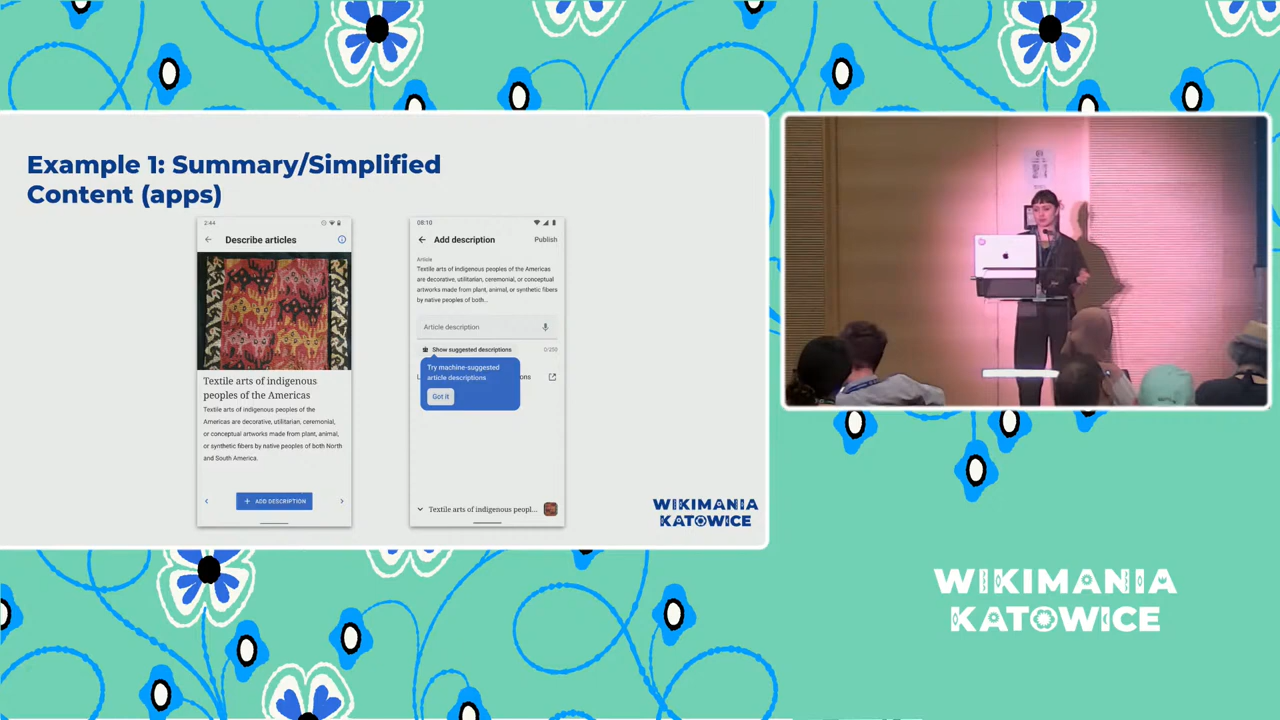 Example 1: Summary/Simplified
Content (apps)
2:44
Describe articles
Textile arts of indigenous
peoples of the Americas
Textile arts of indigenous peoples of the
Americas are decorative, utilitarian, ceremonial,
or conceptual artworks made from plant, animal,
or synthetic fibers by native peoples of both North
and South America.
+ ADD DESCRIPTION
08:10
Add description
Publish
Article
Textile arts of indigenous peoples of the Americas
are decorative, utilitarian, ceremonial, or conceptual
artworks made from plant, animal, or synthetic fibers
by native peoples of both...
Article description
Show suggested descriptions
0/250
Try machine-suggested
article descriptions
ons
Got it
Textile arts of indigenous peopl...
WIKIMANIA
KATOWICE
WIKIMANIA
KATOWICE